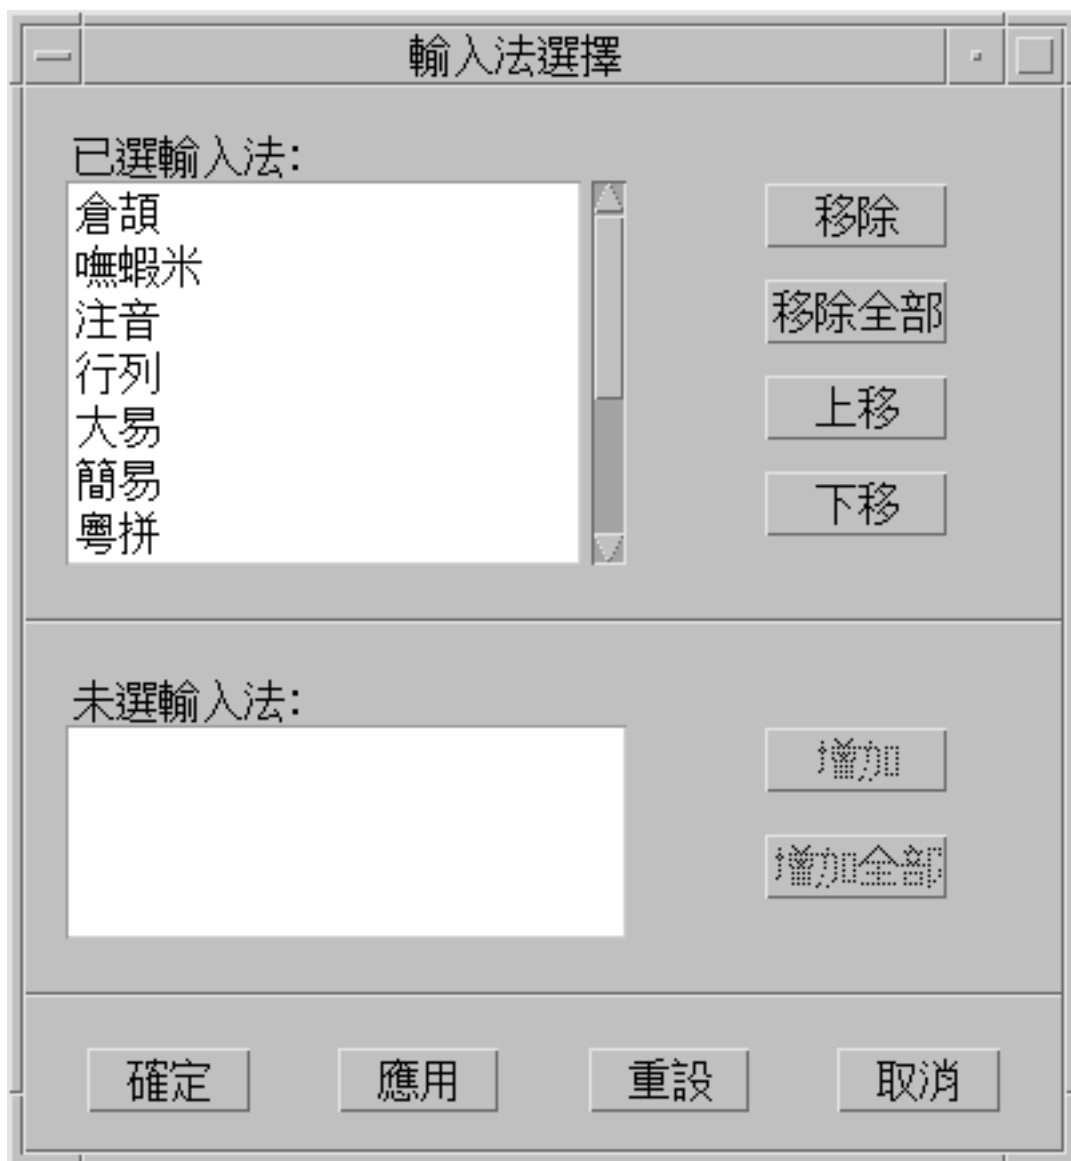 輸入法選擇
已選輸入法:
倉頡
嘸蝦米
注音
行列
大易
簡易
粵拼
移除
移除全部
上移
下移
未選輸入法:
增加
增加全部
確定
應用
重設
取消